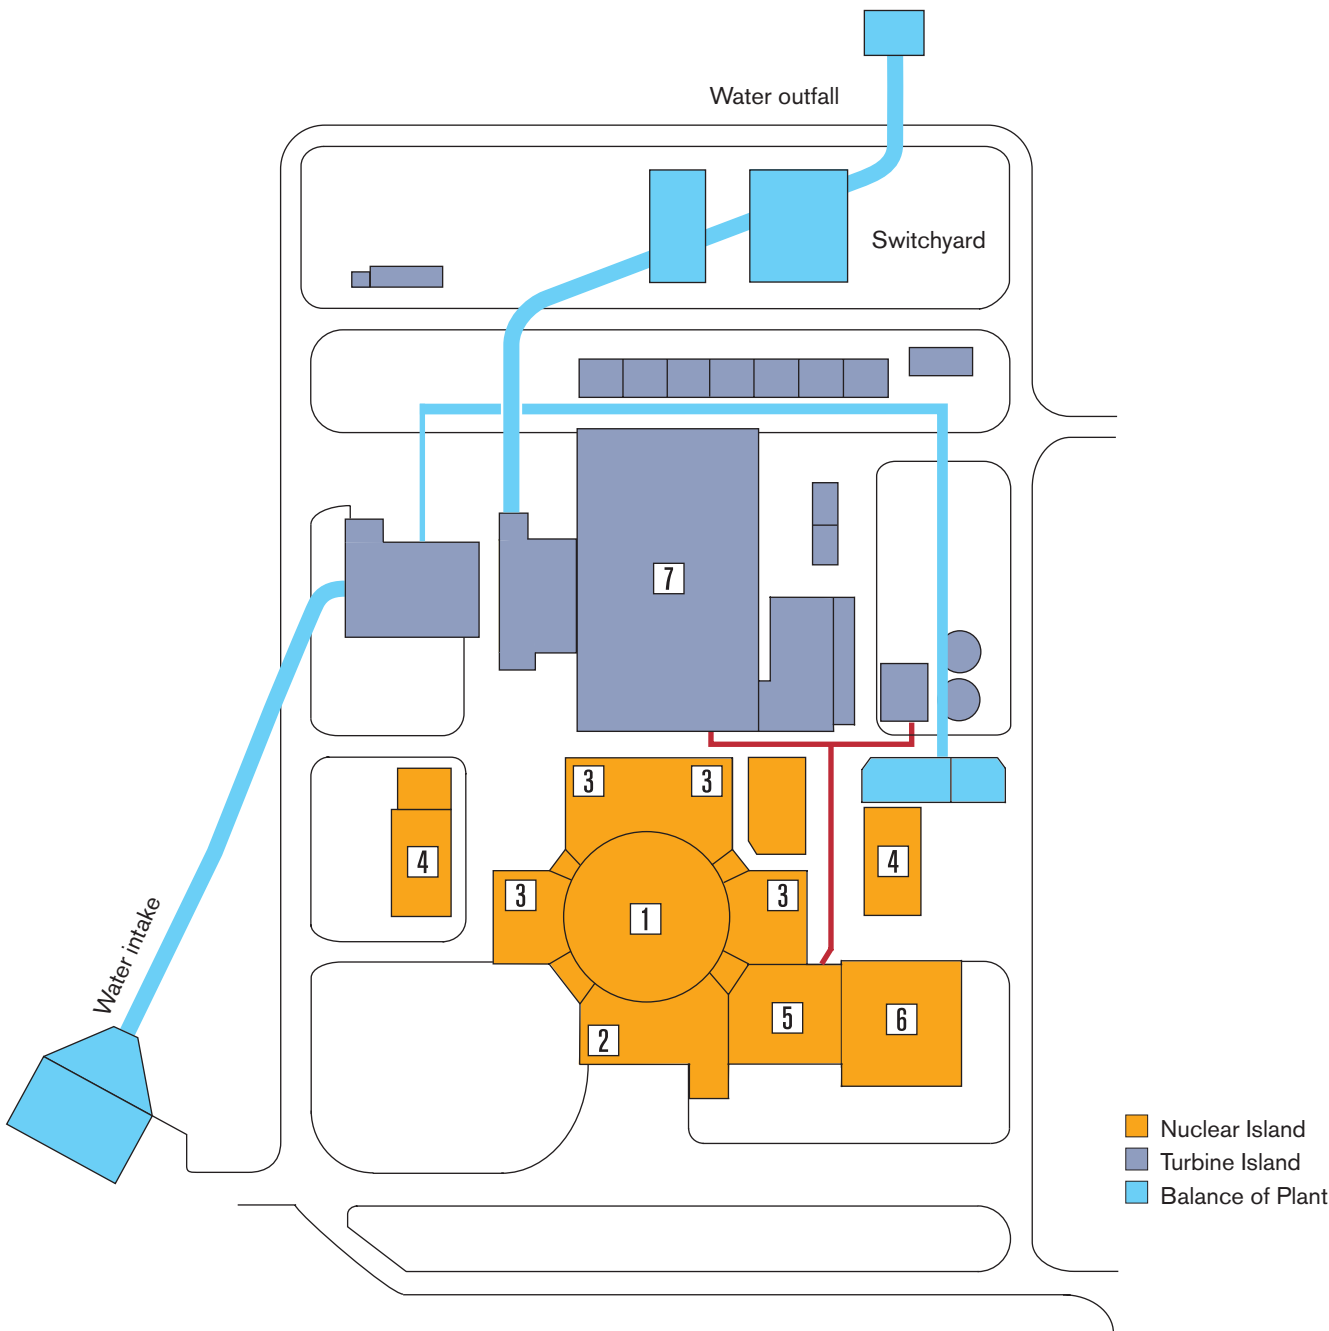 Water outfall
Switchyard
7
3
3
4
4
3
3
1
Water intake
5
6
2
Nuclear Island
Turbine Island
Balance of Plant